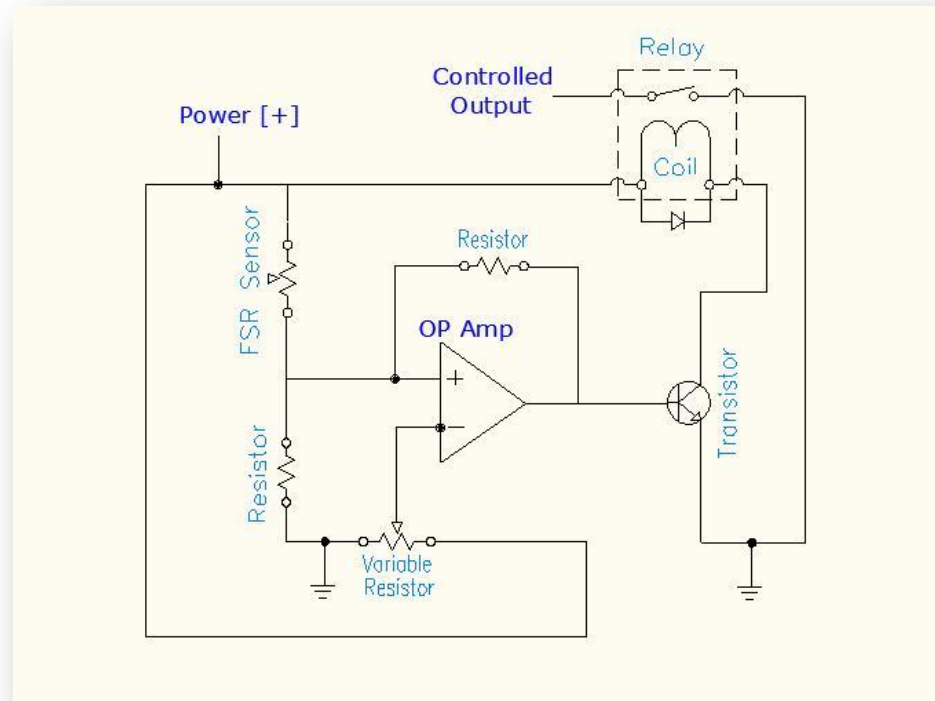 Relay
Controlled
Output
Power [+]
Coil
FSR Sensor
Resistor
OP Amp
+
−
Transistor
Resistor
Variable
Resistor